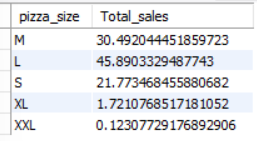 pizza_size Total_sales
M 30.492044451859723
L 45.8903329487743
S 21.773468455880682
XL 1.7210768517181052
XXL 0.12307729176892906